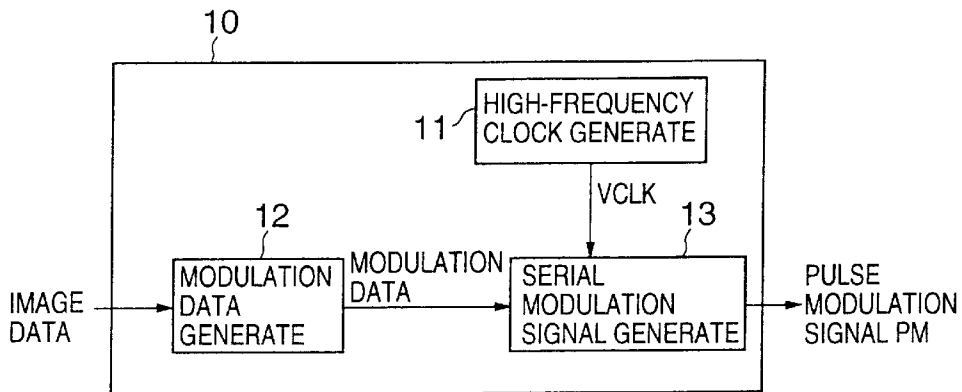 10
HIGH-FREQUENCY
CLOCK GENERATE
11
VCLK
12
13
IMAGE
DATA
MODULATION
DATA
GENERATE
MODULATION
DATA
SERIAL
MODULATION
SIGNAL GENERATE
PULSE
MODULATION
SIGNAL PM